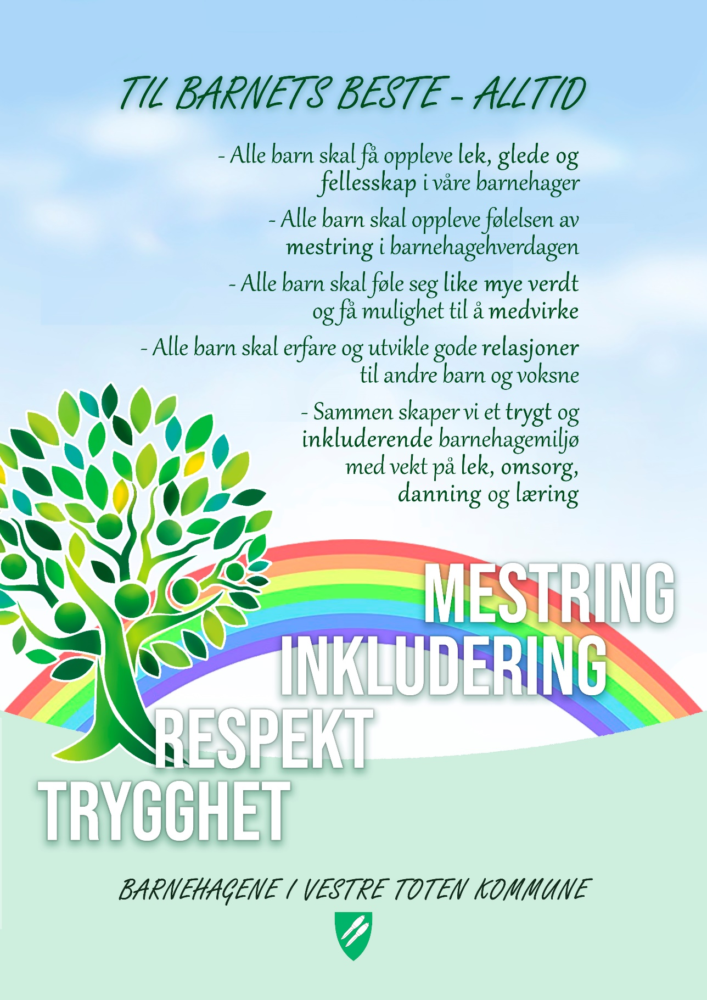 TIL BARNETS BESTE - ALLTID
- Alle barn skal få oppleve lek, glede og
fellesskap i våre barnehager
- Alle barn skal oppleve følelsen av
mestring i barnehagehverdagen
- Alle barn skal føle seg like mye verdt
og få mulighet til å medvirke
- Alle barn skal erfare og utvikle gode relasjoner
til andre barn og voksne
- Sammen skaper vi et trygt og
inkluderende barnehagemiljø
med vekt på lek, omsorg,
danning og læring
MESTRING
INKLUDERING
RESPEKT
TRYGGHET
BARNEHAGENE I VESTRE TOTEN KOMMUNE